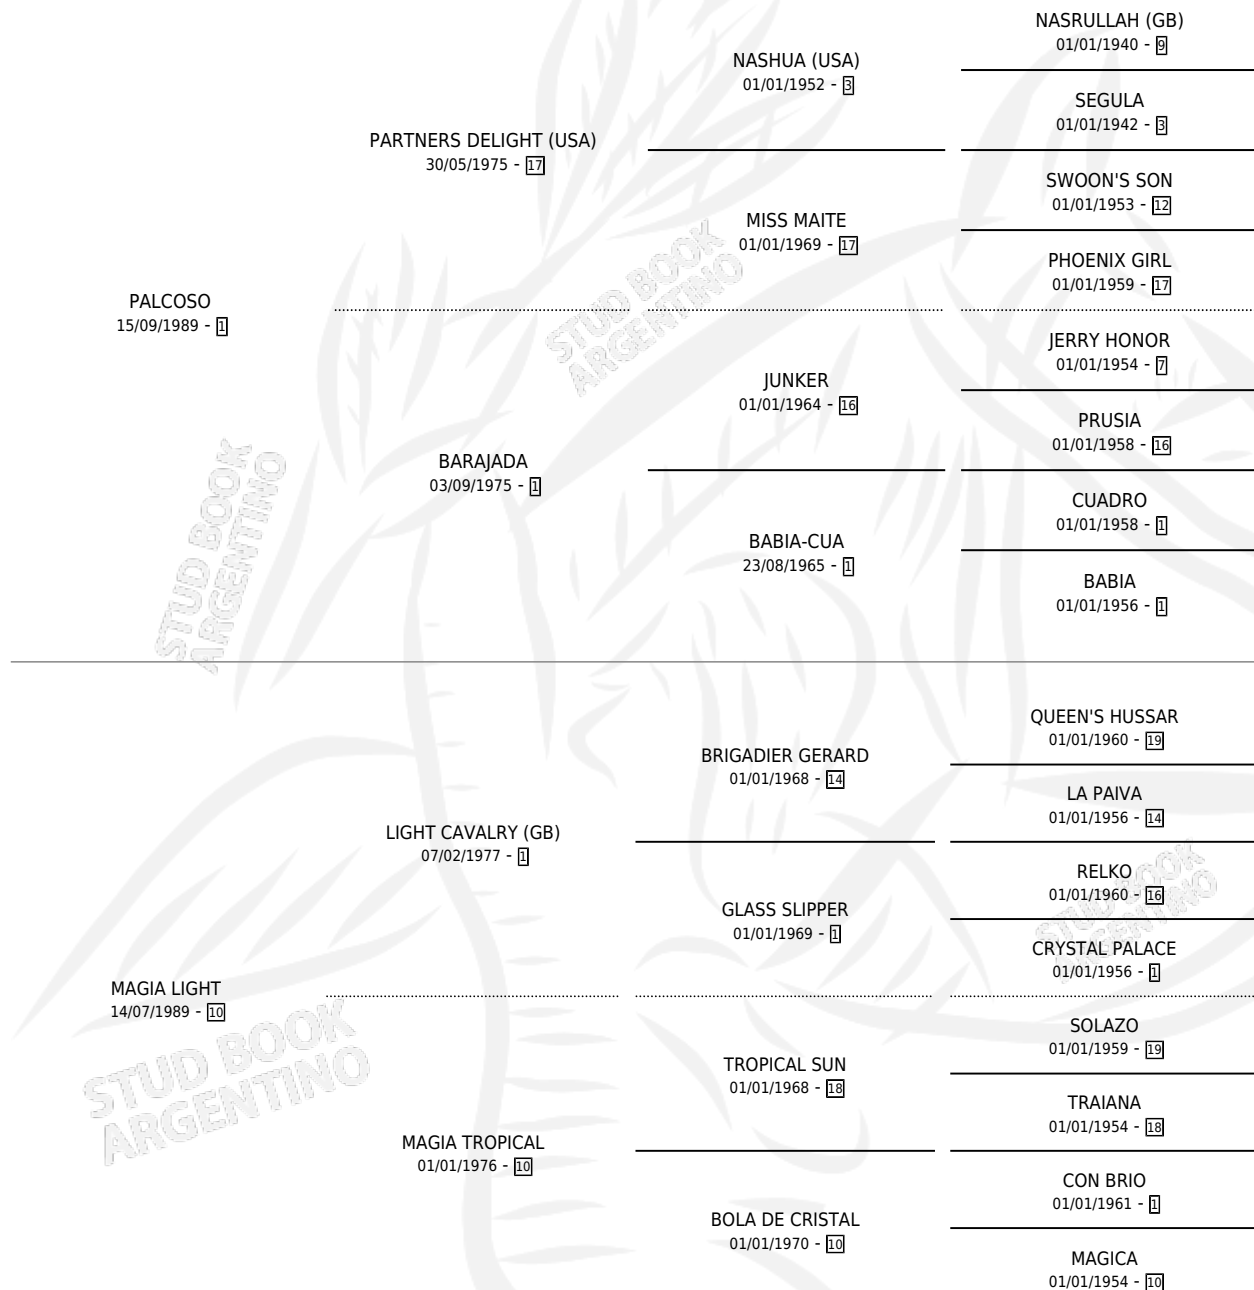 NASRULLAH (GB)
01/01/1940 - 9
NASHUA (USA)
01/01/1952 - 3
SEGULA
01/01/1942 - 3
PARTNERS DELIGHT (USA)
30/05/1975 - 17
SWOON'S SON
01/01/1953 - 12
MISS MAITE
01/01/1969 - 17
PHOENIX GIRL
01/01/1959 - 17
PALCOSO
15/09/1989 - 1
JERRY HONOR
01/01/1954 - 7
JUNKER
01/01/1964 - 16
PRUSIA
01/01/1958 - 16
BARAJADA
03/09/1975 - 1
CUADRO
01/01/1958 - 1
BABIA-CUA
23/08/1965 - 1
BABIA
01/01/1956 - 1
QUEEN'S HUSSAR
01/01/1960 - 19
BRIGADIER GERARD
01/01/1968 - 14
LA PAIVA
01/01/1956 - 14
LIGHT CAVALRY (GB)
07/02/1977 - 1
RELKO
01/01/1960 - 16
GLASS SLIPPER
01/01/1969 - 1
CRYSTAL PALACE
01/01/1956 - 1
MAGIA LIGHT
14/07/1989 - 10
SOLAZO
01/01/1959 - 19
TROPICAL SUN
01/01/1968 - 18
TRAIANA
01/01/1954 - 18
MAGIA TROPICAL
01/01/1976 - 10
CON BRIO
01/01/1961 - 1
BOLA DE CRISTAL
01/01/1970 - 10
MAGICA
01/01/1954 - 10
STUD BOOK
ARGENTINO
STUD BOOK
ARGENTINO
STUD BOOK
ARGENTINO
STUD BOOK
ARGENTINO